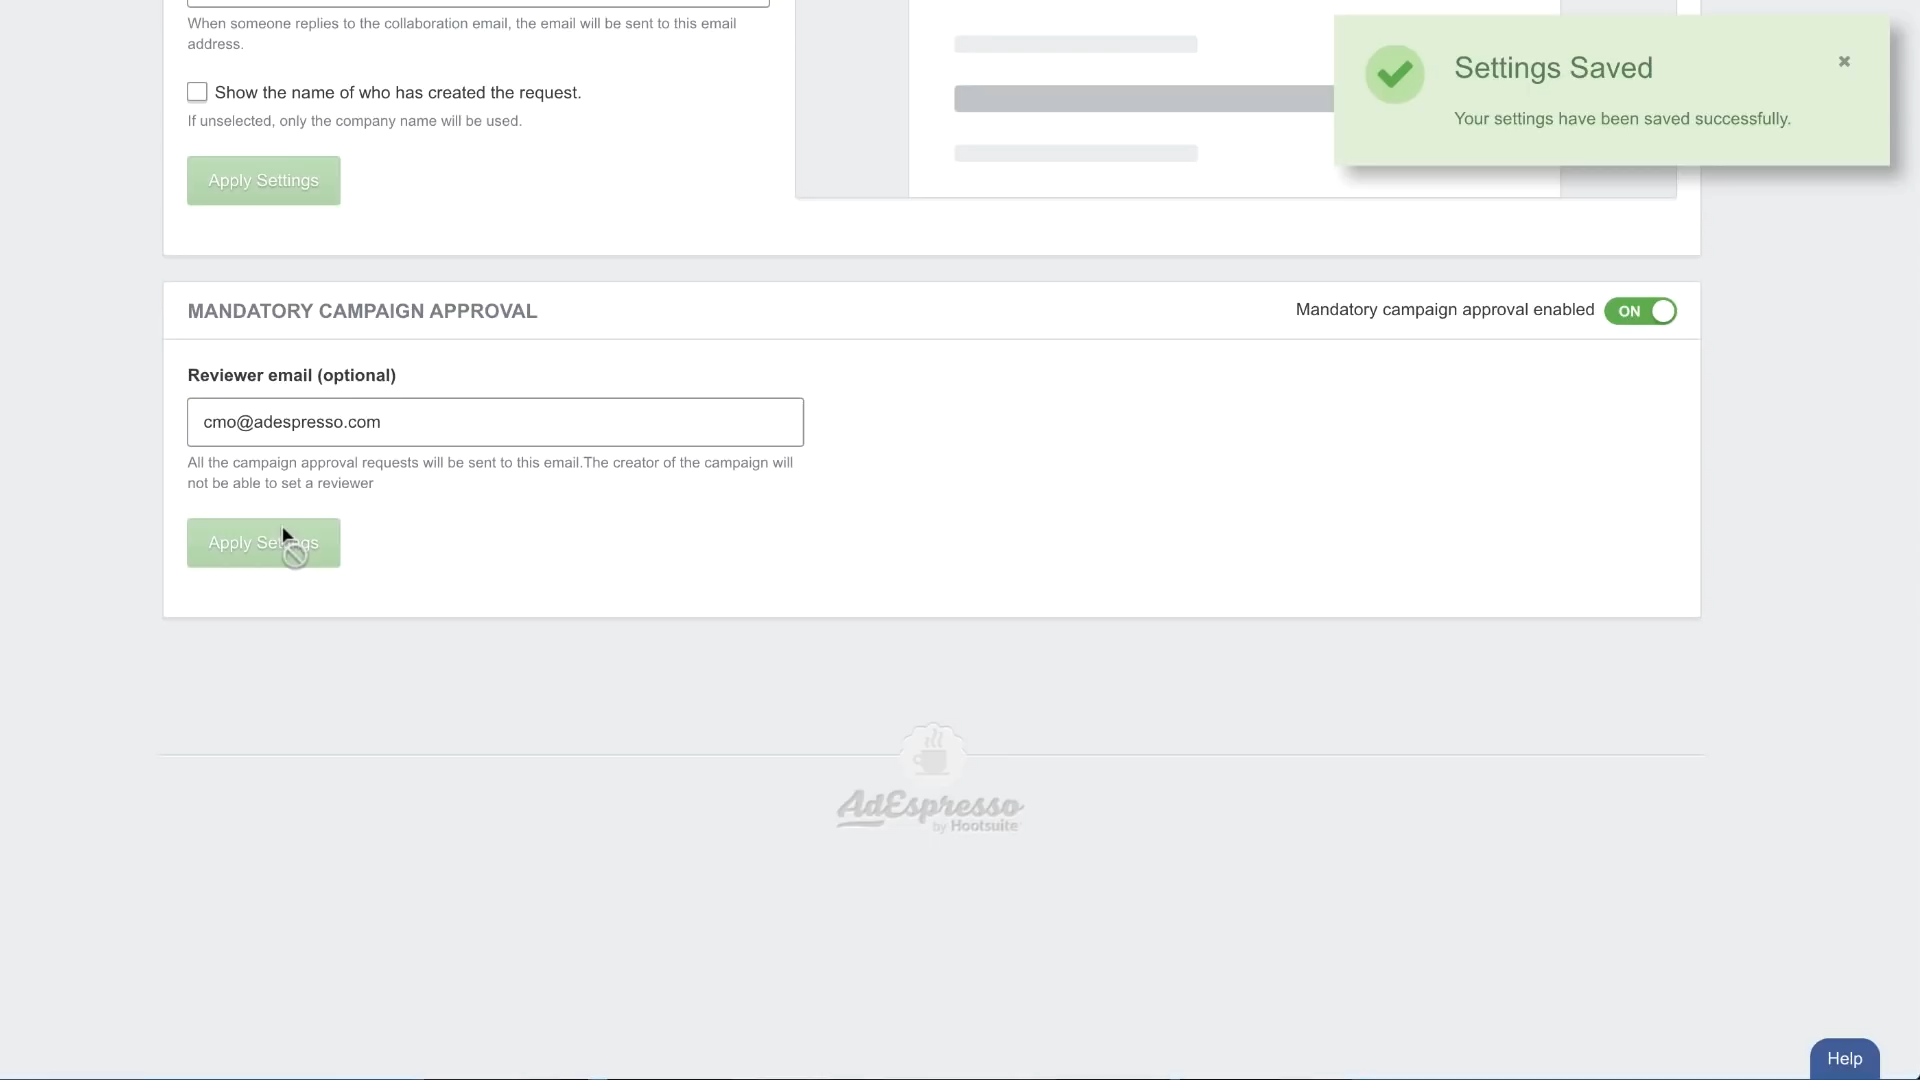 When someone replies to the collaboration email, the email will be sent to this email
address.
Show the name of who has created the request.
If unselected, only the company name will be used.
Apply Settings
Settings Saved
Your settings have been saved successfully.
MANDATORY CAMPAIGN APPROVAL
Mandatory campaign approval enabled
ON
Reviewer email (optional)
cmo@adespresso.com
All the campaign approval requests will be sent to this email.The creator of the campaign will
not be able to set a reviewer
Apply Settings
AdEspresso
by Hootsuite
Help